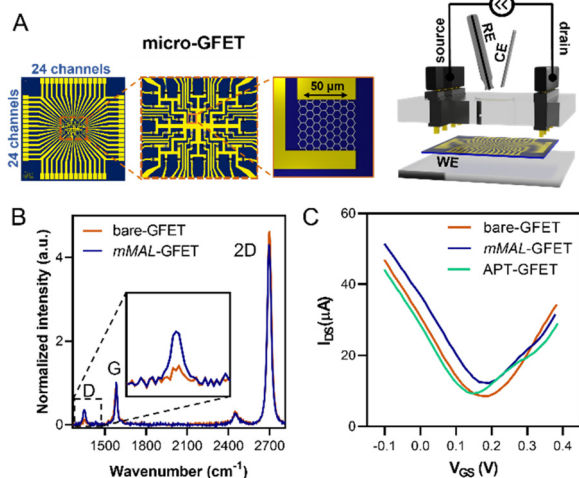 A
micro-GFET
24 channels
24 channels
50 µm
source
RE
CE
drain
WE
B
bare-GFET
mMAL-GFET
2D
G
D
Normalized intensity (a.u.)
4
2
0
1500
1800
2100
2400
2700
Wavenumber (cm⁻¹)
C
bare-GFET
mMAL-GFET
APT-GFET
I_DS(µA)
60
40
20
0
-0.1
0.0
0.1
0.2
0.3
0.4
V_GS (V)